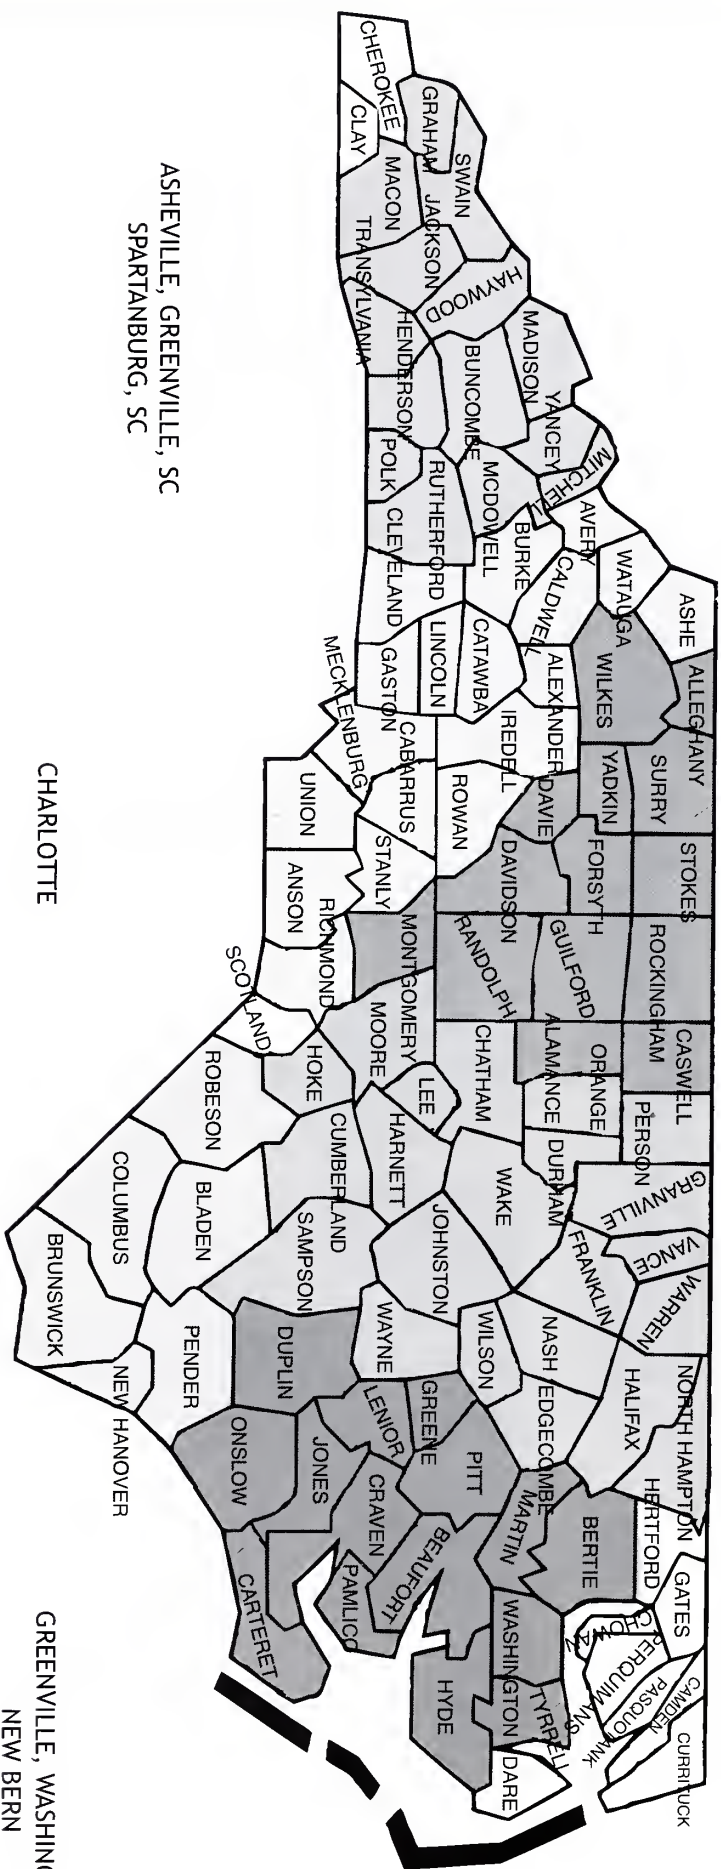 CHEROKEE
GRAHAM
CLAY
SWAIN
MACON
JACKSON
TRANSYLVANIA
HAYWOOD
HENDERSON
MADISON
BUNCOMBE
YANCEY
MITCHELL
POLK
RUTHERFORD
MCDOWELL
AVERY
CLEVELAND
BURKE
CALDWELL
WATAUGA
ASHE
GASTON
LINCOLN
CATAWBA
ALEXANDER
WILKES
ALLEGHANY
MECKLENBURG
CABARRUS
IREDELL
ROWAN
DAVIE
YADKIN
SURRY
UNION
STANLY
DAVIDSON
FORSYTH
STOKES
ANSON
RICHMOND
MONTGOMERY
RANDOLPH
GUILFORD
ROCKINGHAM
SCOTLAND
HOKE
MOORE
LEE
CHATHAM
ALAMANCE
ORANGE
CASWELL
PERSON
ROBESON
CUMBERLAND
HARNETT
WAKE
DURHAM
GRANVILLE
COLUMBUS
BLADEN
SAMPSON
JOHNSTON
FRANKLIN
VANCE
WARREN
BRUNSWICK
NEW HANOVER
PENDER
DUPLIN
WAYNE
WILSON
NASH
HALIFAX
NORTH HAMPTON
ONSLOW
JONES
LENIOR
GREENE
PITT
EDGECOMBE
MARTIN
BERTIE
HERTFORD
GATES
CARTERET
CRAVEN
PAMLICO
BEAUFORT
HYDE
WASHINGTON
TYRRELL
DARE
CHOWAN
PERQUIMANS
PASQUOTANK
CAMDEN
CURRITUCK
ASHEVILLE, GREENVILLE, SC
SPARTANBURG, SC
CHARLOTTE
GREENVILLE, WASHING
NEW BERN